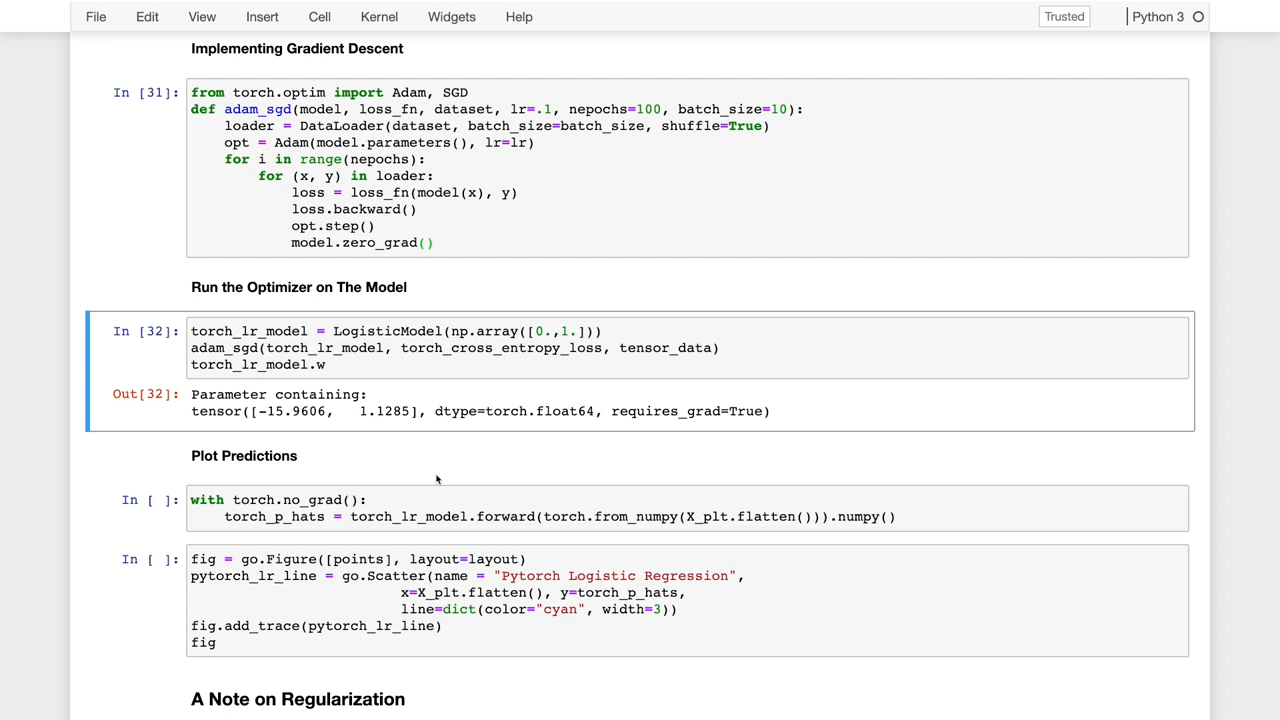 File Edit View Insert Cell Kernel Widgets Help Trusted Python 3
Implementing Gradient Descent
In [31]: from torch.optim import Adam, SGD
def adam_sgd(model, loss_fn, dataset, lr=.1, nepochs=100, batch_size=10):
    loader = DataLoader(dataset, batch_size=batch_size, shuffle=True)
    opt = Adam(model.parameters(), lr=lr)
    for i in range(nepochs):
        for (x, y) in loader:
            loss = loss_fn(model(x), y)
            loss.backward()
            opt.step()
            model.zero_grad()
Run the Optimizer on The Model
In [32]: torch_lr_model = LogisticModel(np.array([0.,1.]))
adam_sgd(torch_lr_model, torch_cross_entropy_loss, tensor_data)
torch_lr_model.w
Out[32]: Parameter containing:
tensor([-15.9606,   1.1285], dtype=torch.float64, requires_grad=True)
Plot Predictions
In [ ]: with torch.no_grad():
    torch_p_hats = torch_lr_model.forward(torch.from_numpy(X_plt.flatten())).numpy()
In [ ]: fig = go.Figure([points], layout=layout)
pytorch_lr_line = go.Scatter(name = "Pytorch Logistic Regression",
                         x=X_plt.flatten(), y=torch_p_hats,
                         line=dict(color="cyan", width=3))
fig.add_trace(pytorch_lr_line)
fig
A Note on Regularization